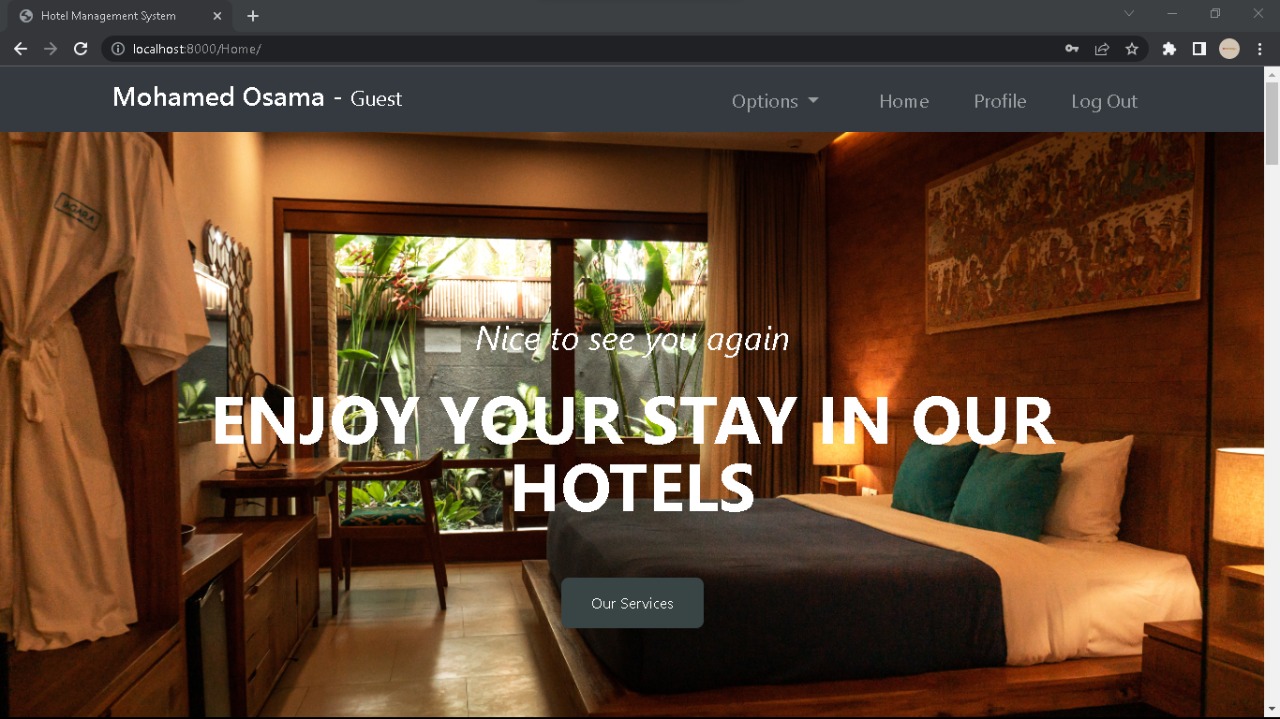 Hotel Management System
localhost:8000/Home/
Mohamed Osama - Guest
Options
Home
Profile
Log Out
Nice to see you again
ENJOY YOUR STAY IN OUR
HOTELS
Our Services